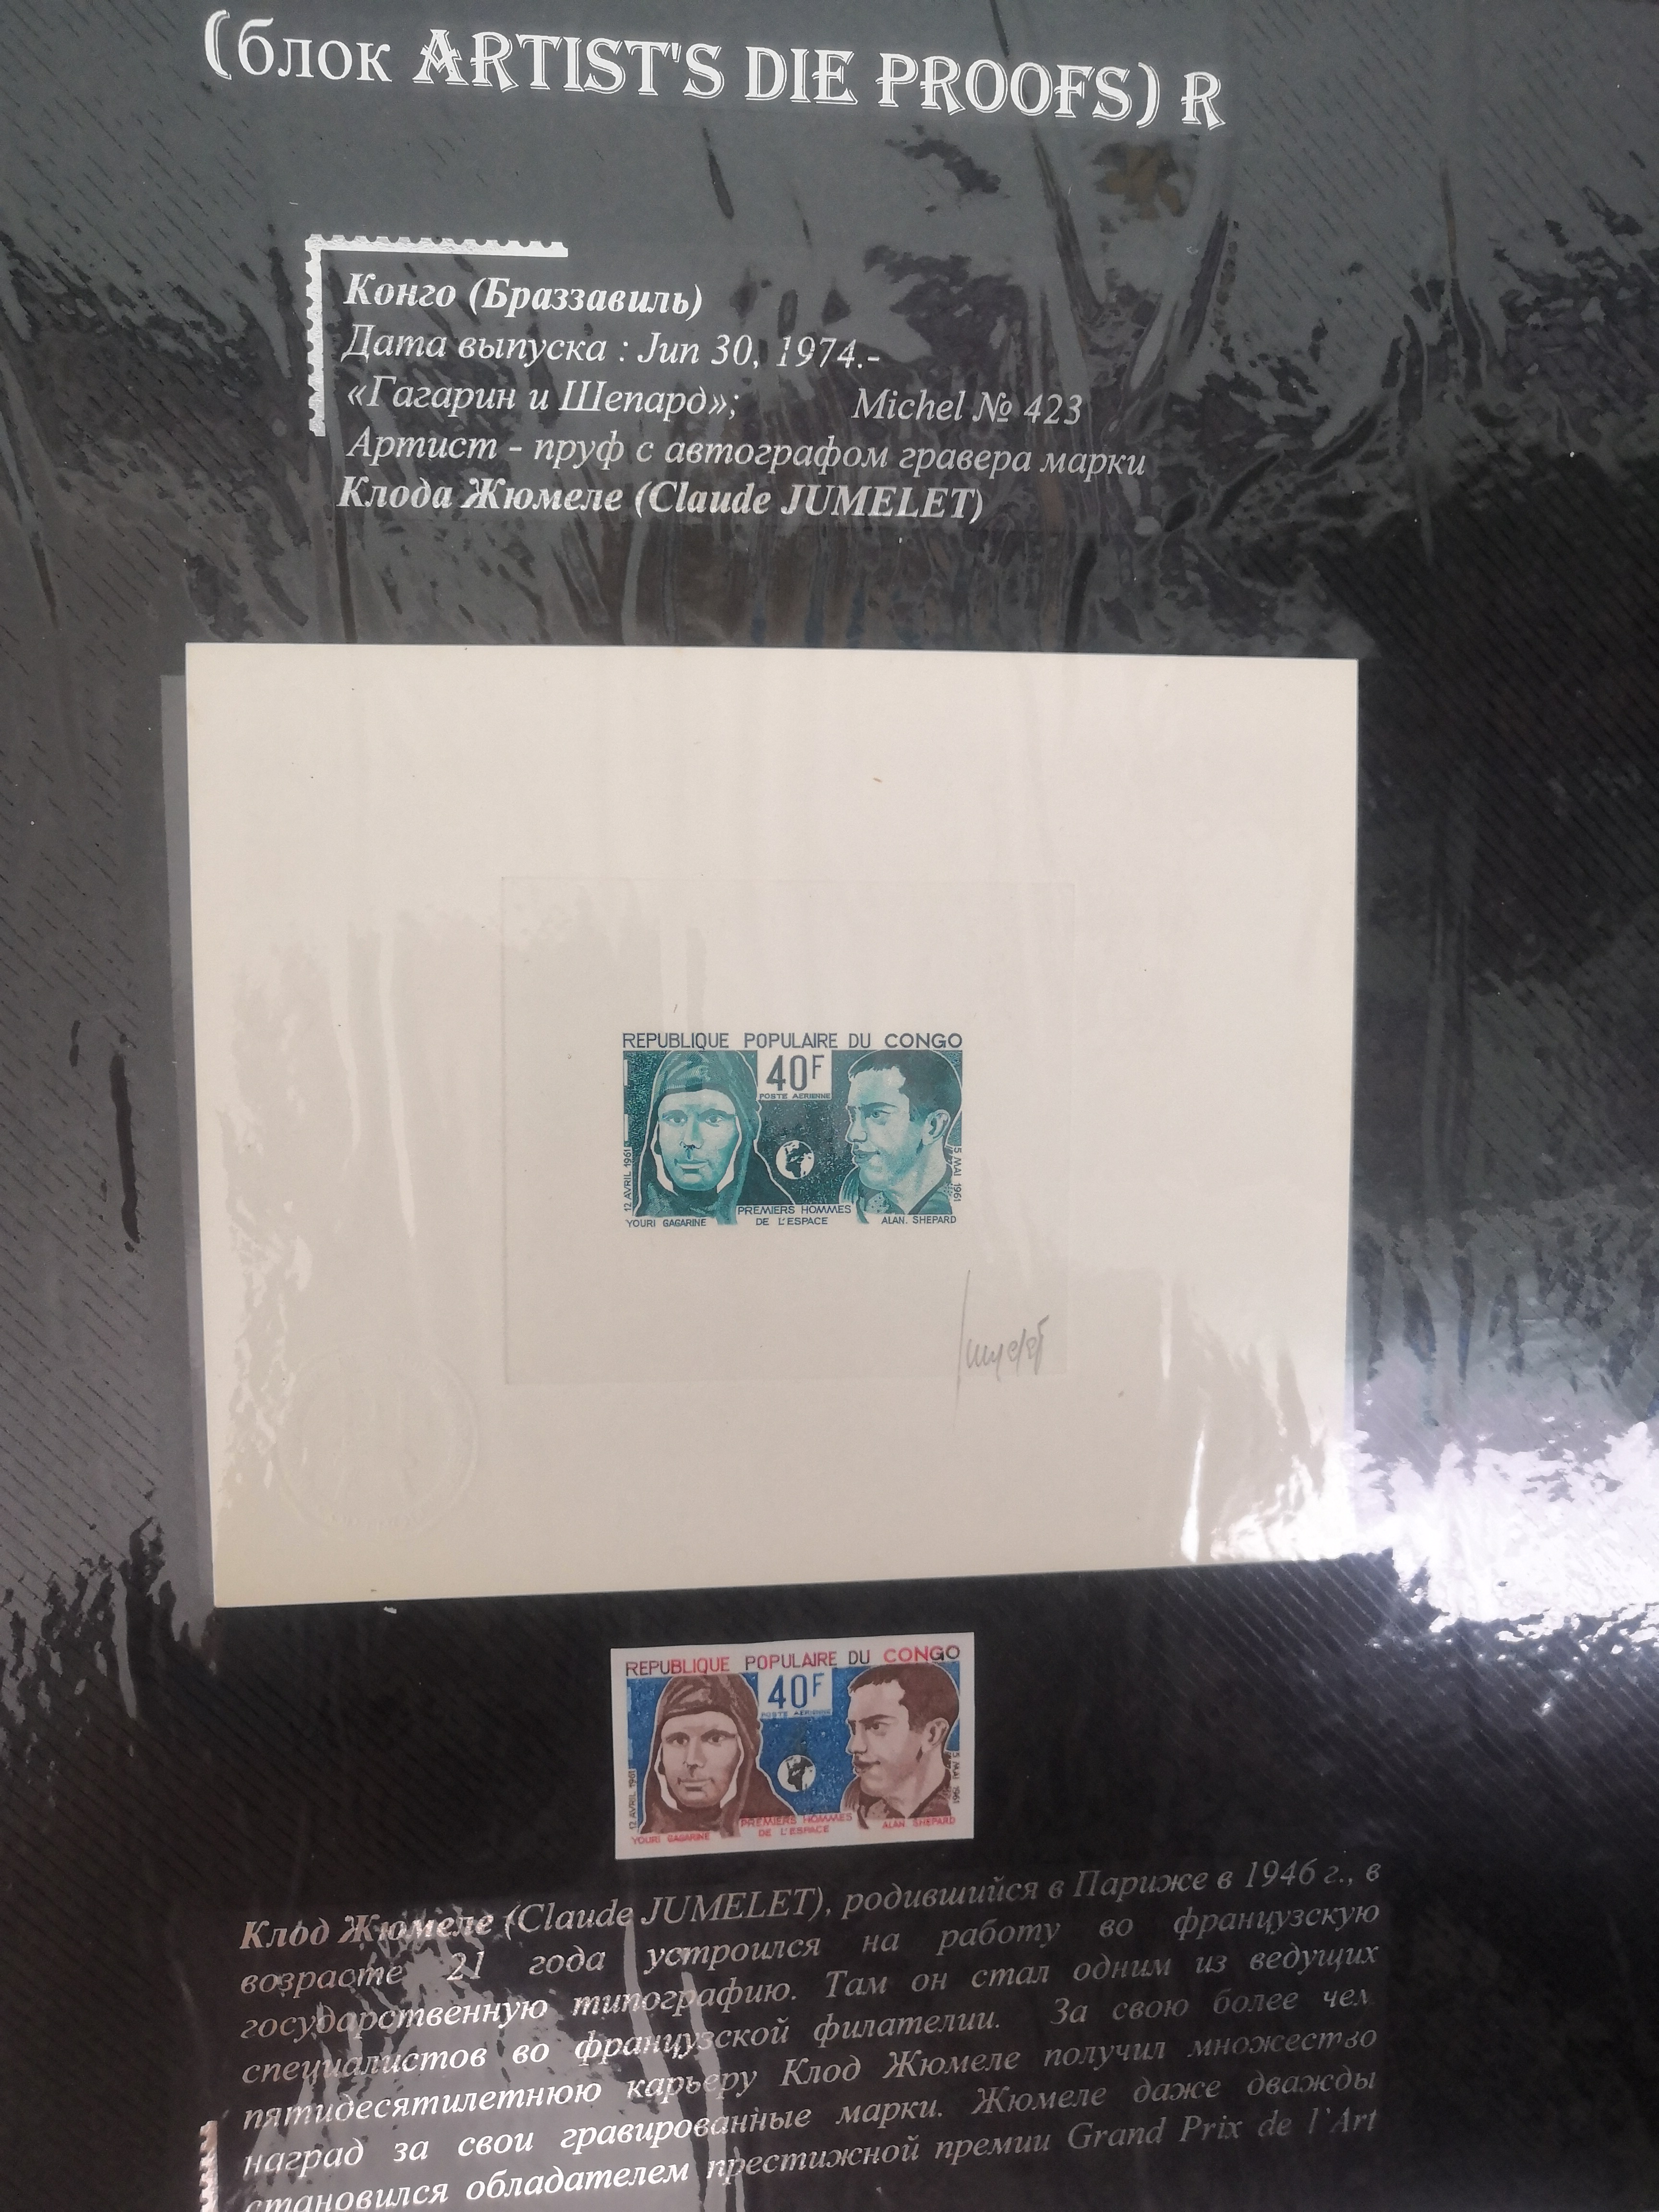 (блок ARTIST'S DIE PROOFS) R
Конго (Браззавиль)
Дата выпуска : Jun 30, 1974.-
«Гагарин и Шепард»; Michel № 423
Артист - пруф с автографом гравера марки
Клода Жюмеле (Claude JUMELET)
REPUBLIQUE POPULAIRE DU CONGO
40F
POSTE AERIENNE
12 AVRIL 1961
5 MAI 1961
PREMIERS HOMMES
DE L'ESPACE
YOURI GAGARINE
ALAN. SHEPARD
Jumelet
REPUBLIQUE POPULAIRE DU CONGO
40F
POSTE AERIENNE
12 AVRIL 1961
5 MAI 1961
PREMIERS HOMMES
DE L'ESPACE
YOURI GAGARINE
ALAN SHEPARD
Клод Жюмеле (Claude JUMELET), родившийся в Париже в 1946 г., в
возрасте 21 года устроился на работу во французскую
государственную типографию. Там он стал одним из ведущих
специалистов во французской филателии. За свою более чем
пятидесятилетнюю карьеру Клод Жюмеле получил множество
наград за свои гравированные марки. Жюмеле даже дважды
становился обладателем престижной премии Grand Prix de l'Art